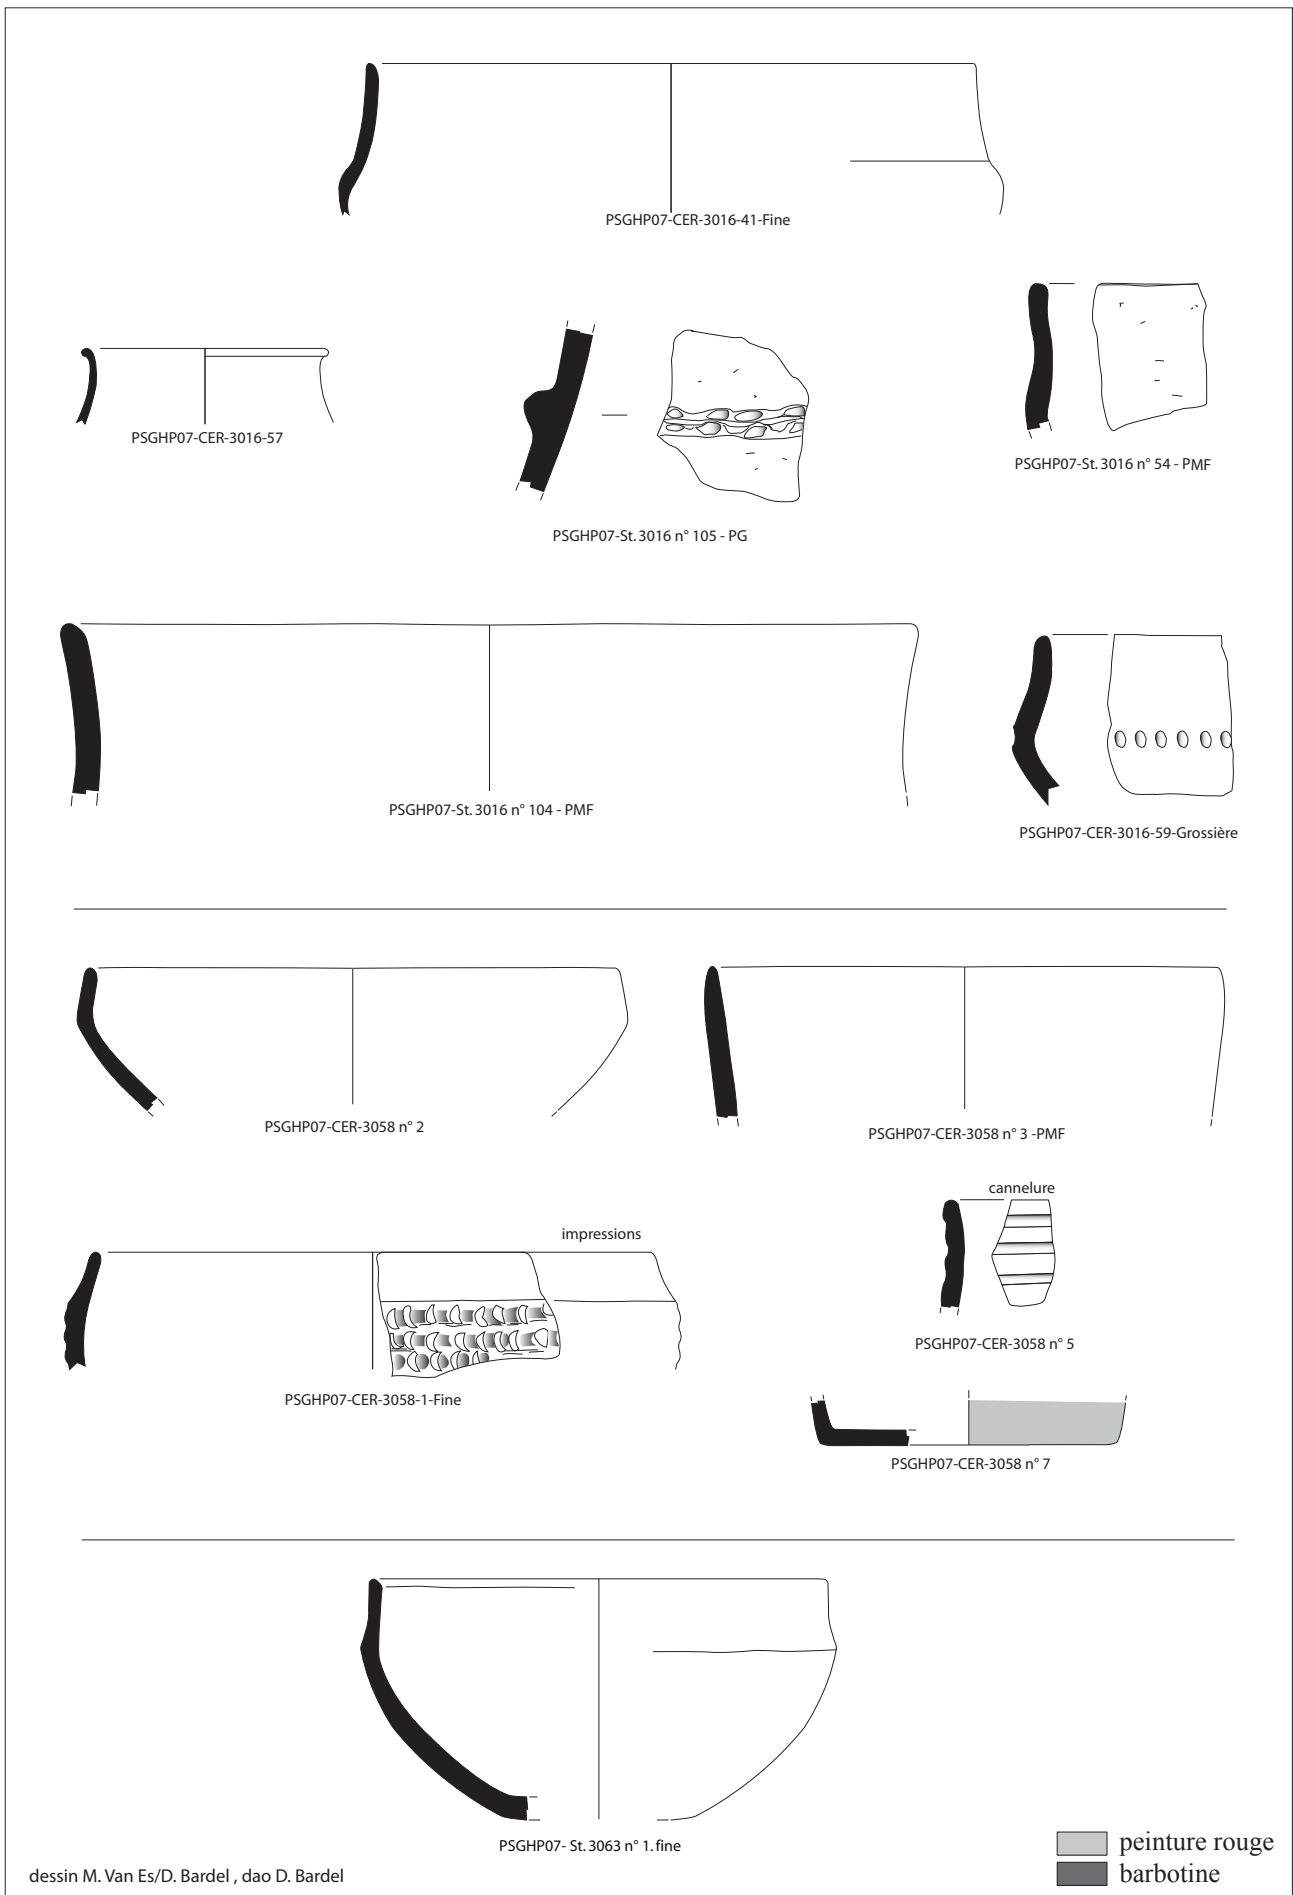 PSGHP07-CER-3016-41-Fine
PSGHP07-CER-3016-57
PSGHP07-St. 3016 n° 105 - PG
PSGHP07-St. 3016 n° 54 - PMF
PSGHP07-St. 3016 n° 104 - PMF
PSGHP07-CER-3016-59-Grossière
PSGHP07-CER-3058 n° 2
PSGHP07-CER-3058 n° 3 -PMF
cannelure
impressions
PSGHP07-CER-3058 n° 5
PSGHP07-CER-3058-1-Fine
PSGHP07-CER-3058 n° 7
PSGHP07- St. 3063 n° 1. fine
peinture rouge
barbotine
dessin M. Van Es/D. Bardel , dao D. Bardel